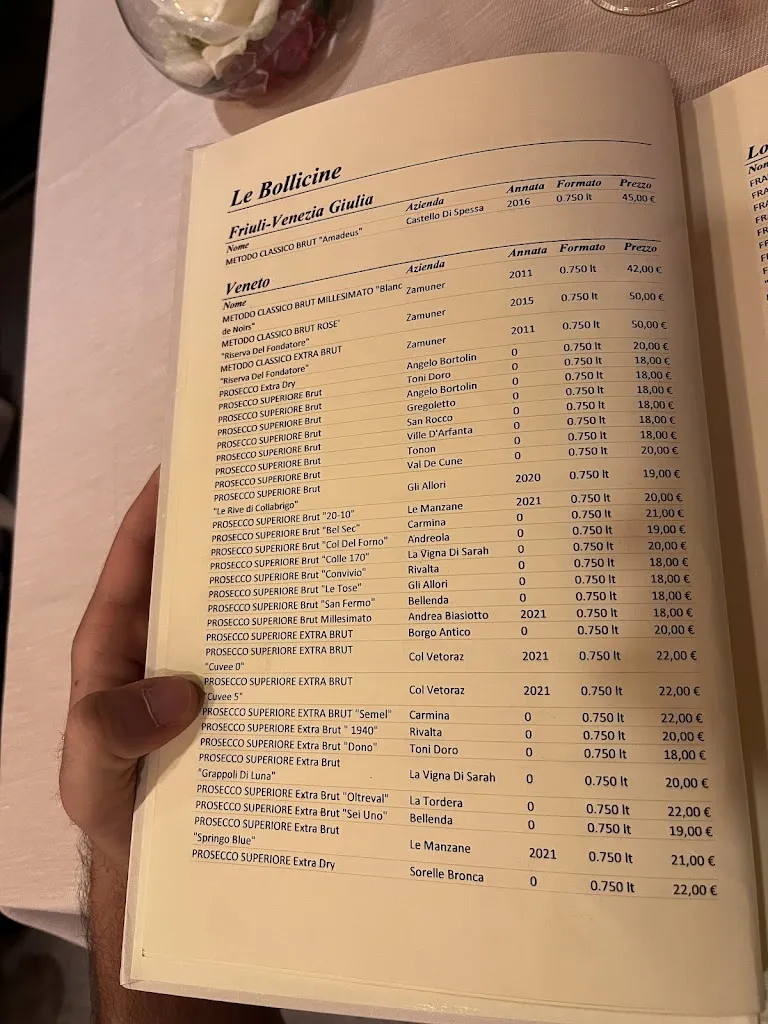 Le Bollicine
Friuli-Venezia Giulia
Nome Azienda Annata Formato Prezzo
METODO CLASSICO BRUT "Amadeus" Castello Di Spessa 2016 0.750 lt 45,00 €
Veneto
Nome Azienda Annata Formato Prezzo
METODO CLASSICO BRUT MILLESIMATO "Blanc Zamuner 2011 0.750 lt 42,00 €
de Noirs"
METODO CLASSICO BRUT ROSE' Zamuner 2015 0.750 lt 50,00 €
"Riserva Del Fondatore"
METODO CLASSICO EXTRA BRUT Zamuner 2011 0.750 lt 50,00 €
"Riserva Del Fondatore"
PROSECCO Extra Dry Angelo Bortolin 0 0.750 lt 20,00 €
PROSECCO SUPERIORE Brut Toni Doro 0 0.750 lt 18,00 €
PROSECCO SUPERIORE Brut Angelo Bortolin 0 0.750 lt 18,00 €
PROSECCO SUPERIORE Brut Gregoletto 0 0.750 lt 18,00 €
PROSECCO SUPERIORE Brut San Rocco 0 0.750 lt 18,00 €
PROSECCO SUPERIORE Brut Ville D'Arfanta 0 0.750 lt 18,00 €
PROSECCO SUPERIORE Brut Tonon 0 0.750 lt 18,00 €
PROSECCO SUPERIORE Brut Val De Cune 0 0.750 lt 20,00 €
PROSECCO SUPERIORE Brut Gli Allori 2020 0.750 lt 19,00 €
"Le Rive di Collabrigo"
PROSECCO SUPERIORE Brut "20-10" Le Manzane 2021 0.750 lt 20,00 €
PROSECCO SUPERIORE Brut "Bel Sec" Carmina 0 0.750 lt 21,00 €
PROSECCO SUPERIORE Brut "Col Del Forno" Andreola 0 0.750 lt 19,00 €
PROSECCO SUPERIORE Brut "Colle 170" La Vigna Di Sarah 0 0.750 lt 20,00 €
PROSECCO SUPERIORE Brut "Convivio" Rivalta 0 0.750 lt 18,00 €
PROSECCO SUPERIORE Brut "Le Tose" Gli Allori 0 0.750 lt 18,00 €
PROSECCO SUPERIORE Brut "San Fermo" Bellenda 0 0.750 lt 18,00 €
PROSECCO SUPERIORE Brut Millesimato Andrea Biasiotto 2021 0.750 lt 18,00 €
PROSECCO SUPERIORE EXTRA BRUT Borgo Antico 0 0.750 lt 20,00 €
PROSECCO SUPERIORE EXTRA BRUT Col Vetoraz 2021 0.750 lt 22,00 €
"Cuvee 0"
PROSECCO SUPERIORE EXTRA BRUT Col Vetoraz 2021 0.750 lt 22,00 €
"Cuvee 5"
PROSECCO SUPERIORE EXTRA BRUT "Semel" Carmina 0 0.750 lt 22,00 €
PROSECCO SUPERIORE Extra Brut " 1940" Rivalta 0 0.750 lt 20,00 €
PROSECCO SUPERIORE Extra Brut "Dono" Toni Doro 0 0.750 lt 18,00 €
PROSECCO SUPERIORE Extra Brut La Vigna Di Sarah 0 0.750 lt 20,00 €
"Grappoli Di Luna"
PROSECCO SUPERIORE Extra Brut "Oltreval" La Tordera 0 0.750 lt 22,00 €
PROSECCO SUPERIORE Extra Brut "Sei Uno" Bellenda 0 0.750 lt 19,00 €
PROSECCO SUPERIORE Extra Brut Le Manzane 2021 0.750 lt 21,00 €
"Springo Blue"
PROSECCO SUPERIORE Extra Dry Sorelle Bronca 0 0.750 lt 22,00 €